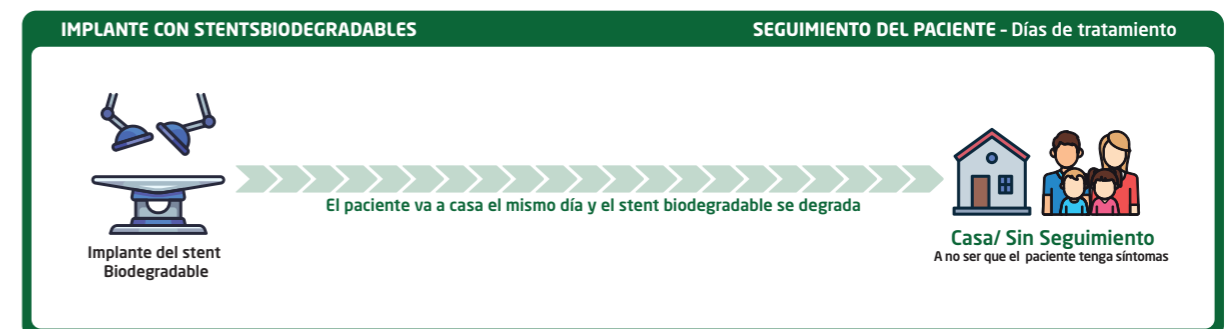 IMPLANTE CON STENTSBIODEGRADABLES
SEGUIMIENTO DEL PACIENTE - Días de tratamiento
El paciente va a casa el mismo día y el stent biodegradable se degrada
Implante del stent
Biodegradable
Casa/ Sin Seguimiento
A no ser que el paciente tenga síntomas